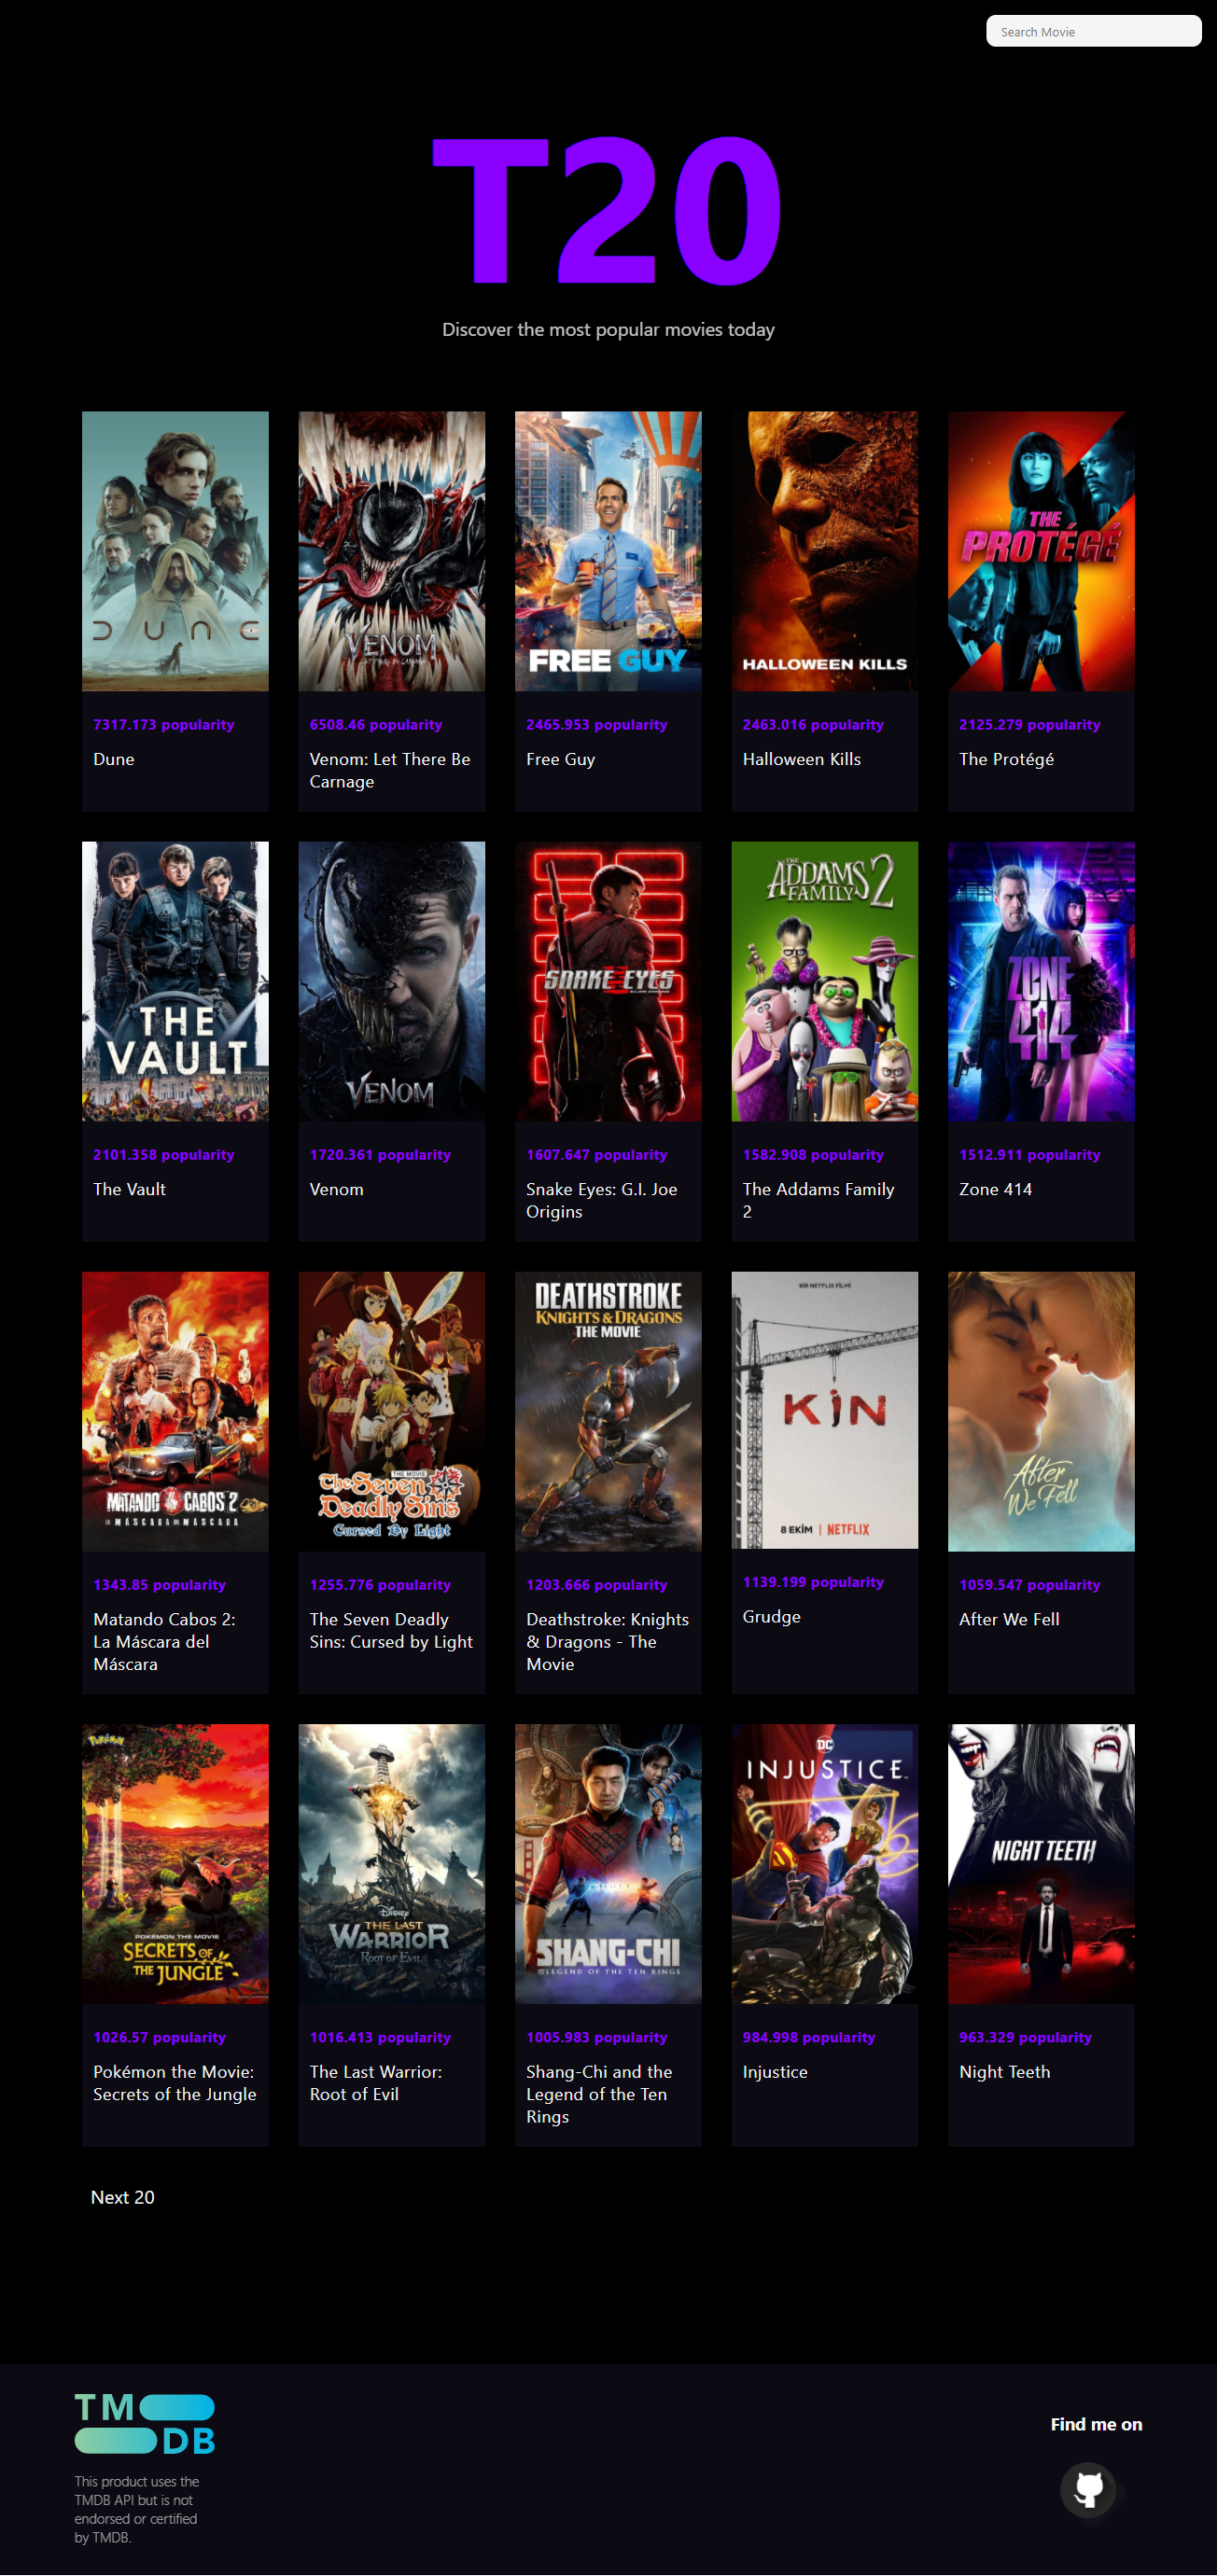 Search Movie
T20
Discover the most popular movies today
DUNE
VENOM
LET THERE BE CARNAGE
FREE GUY
HALLOWEEN KILLS
THE
PROTÉGÉ
7317.173 popularity
Dune
6508.46 popularity
Venom: Let There Be
Carnage
2465.953 popularity
Free Guy
2463.016 popularity
Halloween Kills
2125.279 popularity
The Protégé
THE
VAULT
VENOM
SNAKE EYES
THE
ADDAMS
FAMILY 2
ZONE
414
2101.358 popularity
The Vault
1720.361 popularity
Venom
1607.647 popularity
Snake Eyes: G.I. Joe
Origins
1582.908 popularity
The Addams Family
2
1512.911 popularity
Zone 414
MATANDO CABOS 2
LA MÁSCARA DEL MÁSCARA
THE MOVIE
The Seven
Deadly Sins
Cursed By Light
DEATHSTROKE
KNIGHTS & DRAGONS
THE MOVIE
BİR NETFLIX FİLMİ
KİN
8 EKİM | NETFLIX
After
We Fell
1343.85 popularity
Matando Cabos 2:
La Máscara del
Máscara
1255.776 popularity
The Seven Deadly
Sins: Cursed by Light
1203.666 popularity
Deathstroke: Knights
& Dragons - The
Movie
1139.199 popularity
Grudge
1059.547 popularity
After We Fell
POKÉMON
POKÉMON THE MOVIE
SECRETS OF
THE JUNGLE
Disney
THE LAST
WARRIOR
ROOT OF EVIL
SHANG-CHI
AND THE LEGEND OF THE TEN RINGS
DC
INJUSTICE
NIGHT TEETH
1026.57 popularity
Pokémon the Movie:
Secrets of the Jungle
1016.413 popularity
The Last Warrior:
Root of Evil
1005.983 popularity
Shang-Chi and the
Legend of the Ten
Rings
984.998 popularity
Injustice
963.329 popularity
Night Teeth
Next 20
TM
DB
This product uses the
TMDB API but is not
endorsed or certified
by TMDB.
Find me on